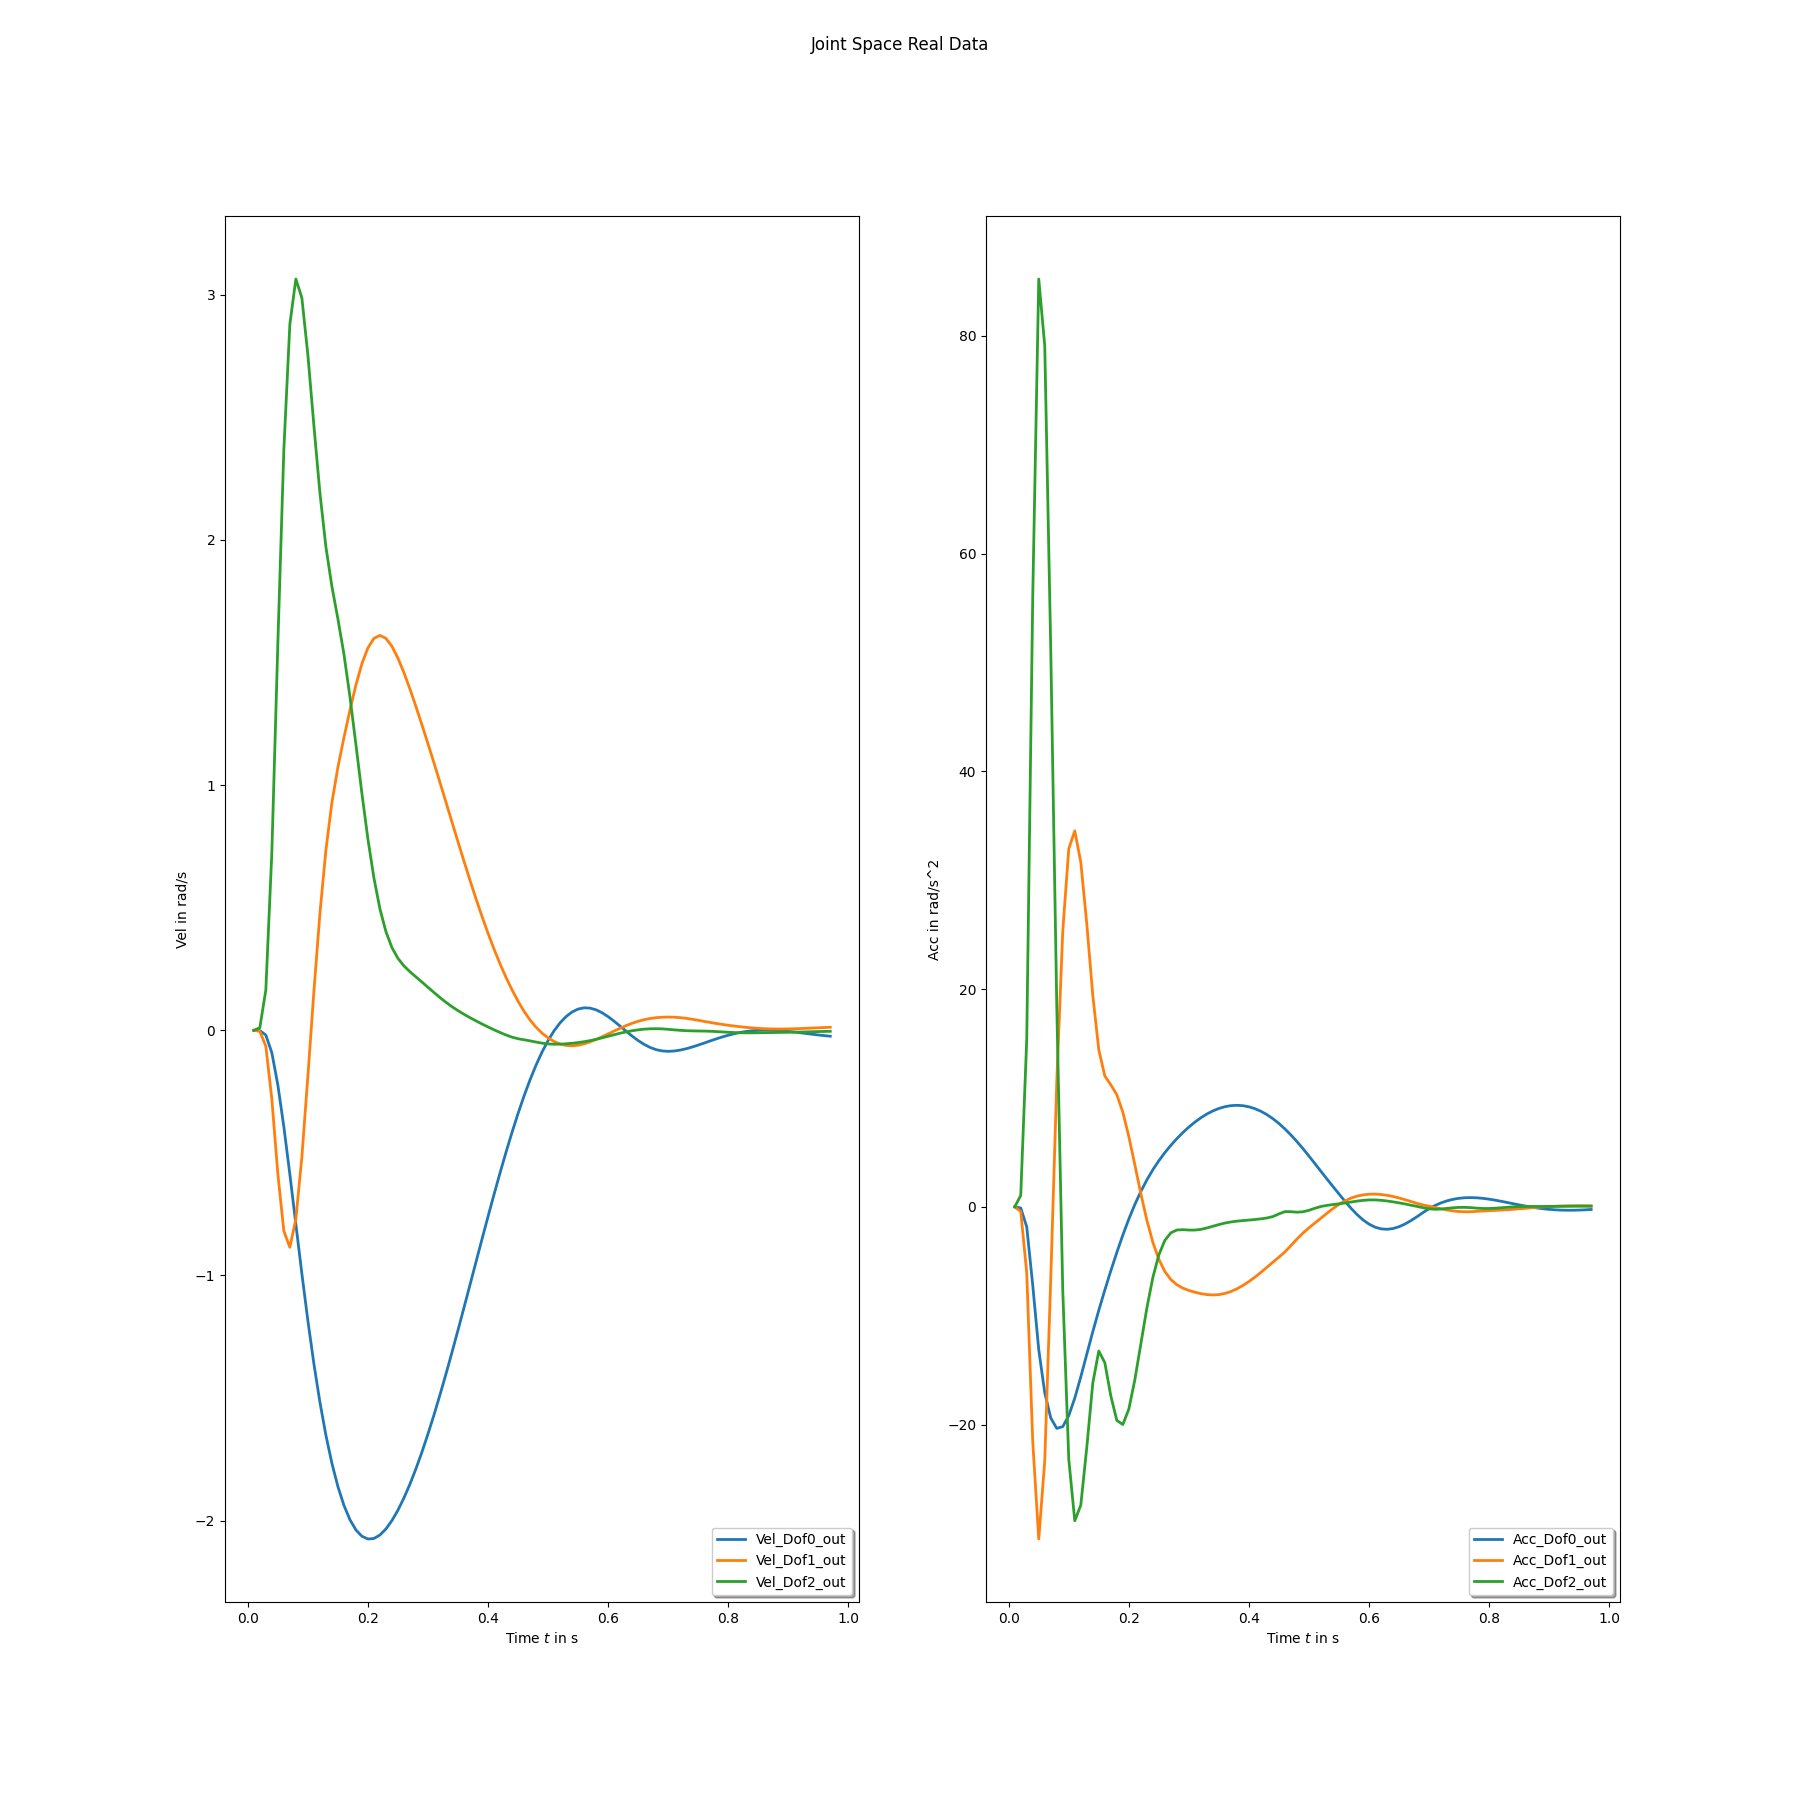 Joint Space Real Data
Vel in rad/s
3
2
1
0
−1
−2
0.0 0.2 0.4 0.6 0.8 1.0
Time t in s
Vel_Dof0_out
Vel_Dof1_out
Vel_Dof2_out
Acc in rad/s^2
80
60
40
20
0
−20
0.0 0.2 0.4 0.6 0.8 1.0
Time t in s
Acc_Dof0_out
Acc_Dof1_out
Acc_Dof2_out